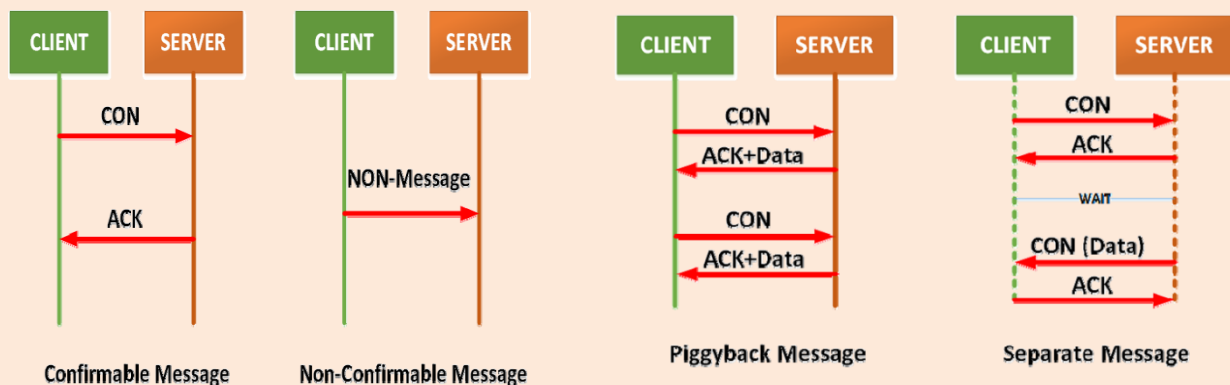 CLIENT
SERVER
CON
ACK
Confirmable Message
CLIENT
SERVER
NON-Message
Non-Confirmable Message
CLIENT
SERVER
CON
ACK+Data
CON
ACK+Data
Piggyback Message
CLIENT
SERVER
CON
ACK
WAIT
CON (Data)
ACK
Separate Message